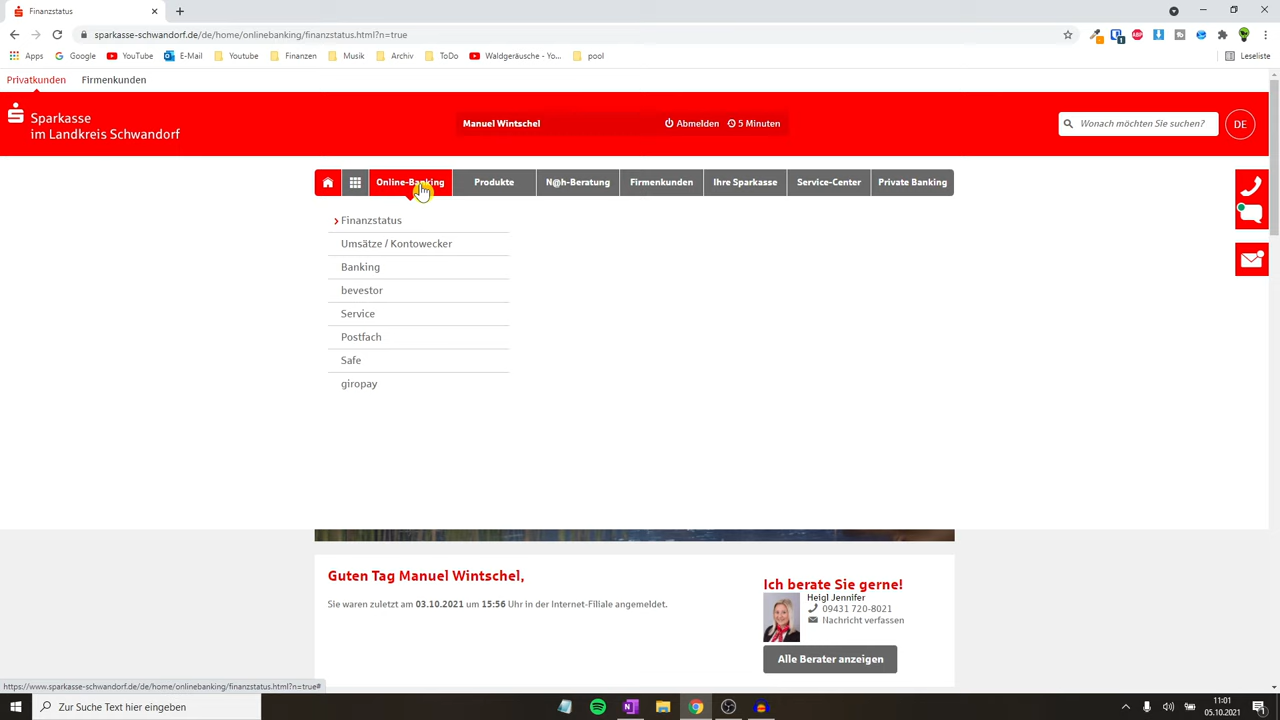 Finanzstatus
sparkasse-schwandorf.de/de/home/onlinebanking/finanzstatus.html?n=true
Apps Google YouTube E-Mail Youtube Finanzen Musik Archiv ToDo Waldgeräusche - Yo... pool Leseliste
Privatkunden Firmenkunden
Sparkasse
im Landkreis Schwandorf
Manuel Wintschel Abmelden 5 Minuten
Wonach möchten Sie suchen? DE
Online-Banking Produkte N@h-Beratung Firmenkunden Ihre Sparkasse Service-Center Private Banking
Finanzstatus
Umsätze / Kontowecker
Banking
bevestor
Service
Postfach
Safe
giropay
Guten Tag Manuel Wintschel,
Sie waren zuletzt am 03.10.2021 um 15:56 Uhr in der Internet-Filiale angemeldet.
Ich berate Sie gerne!
Heigl Jennifer
09431 720-8021
Nachricht verfassen
Alle Berater anzeigen
https://www.sparkasse-schwandorf.de/de/home/onlinebanking/finanzstatus.html?n=true#
Zur Suche Text hier eingeben
11:01
05.10.2021